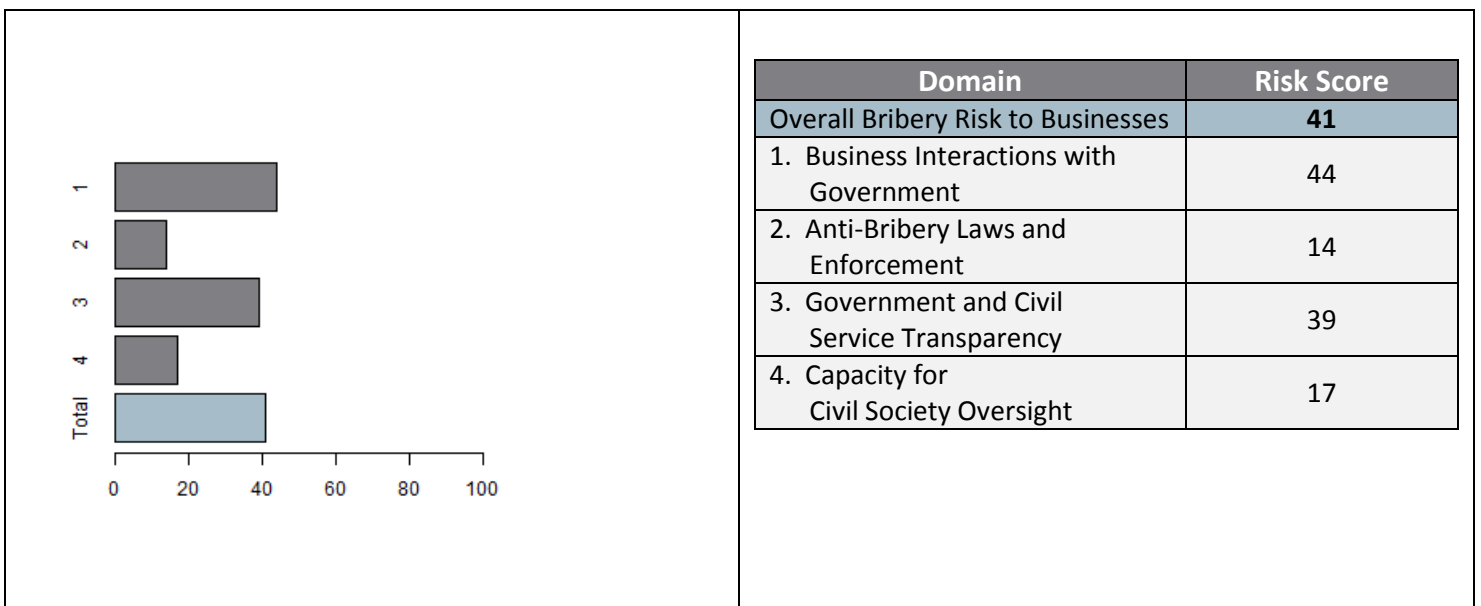 1
2
3
4
Total
0 20 40 60 80 100
Domain Risk Score
Overall Bribery Risk to Businesses 41
1. Business Interactions with
Government 44
2. Anti-Bribery Laws and
Enforcement 14
3. Government and Civil
Service Transparency 39
4. Capacity for
Civil Society Oversight 17